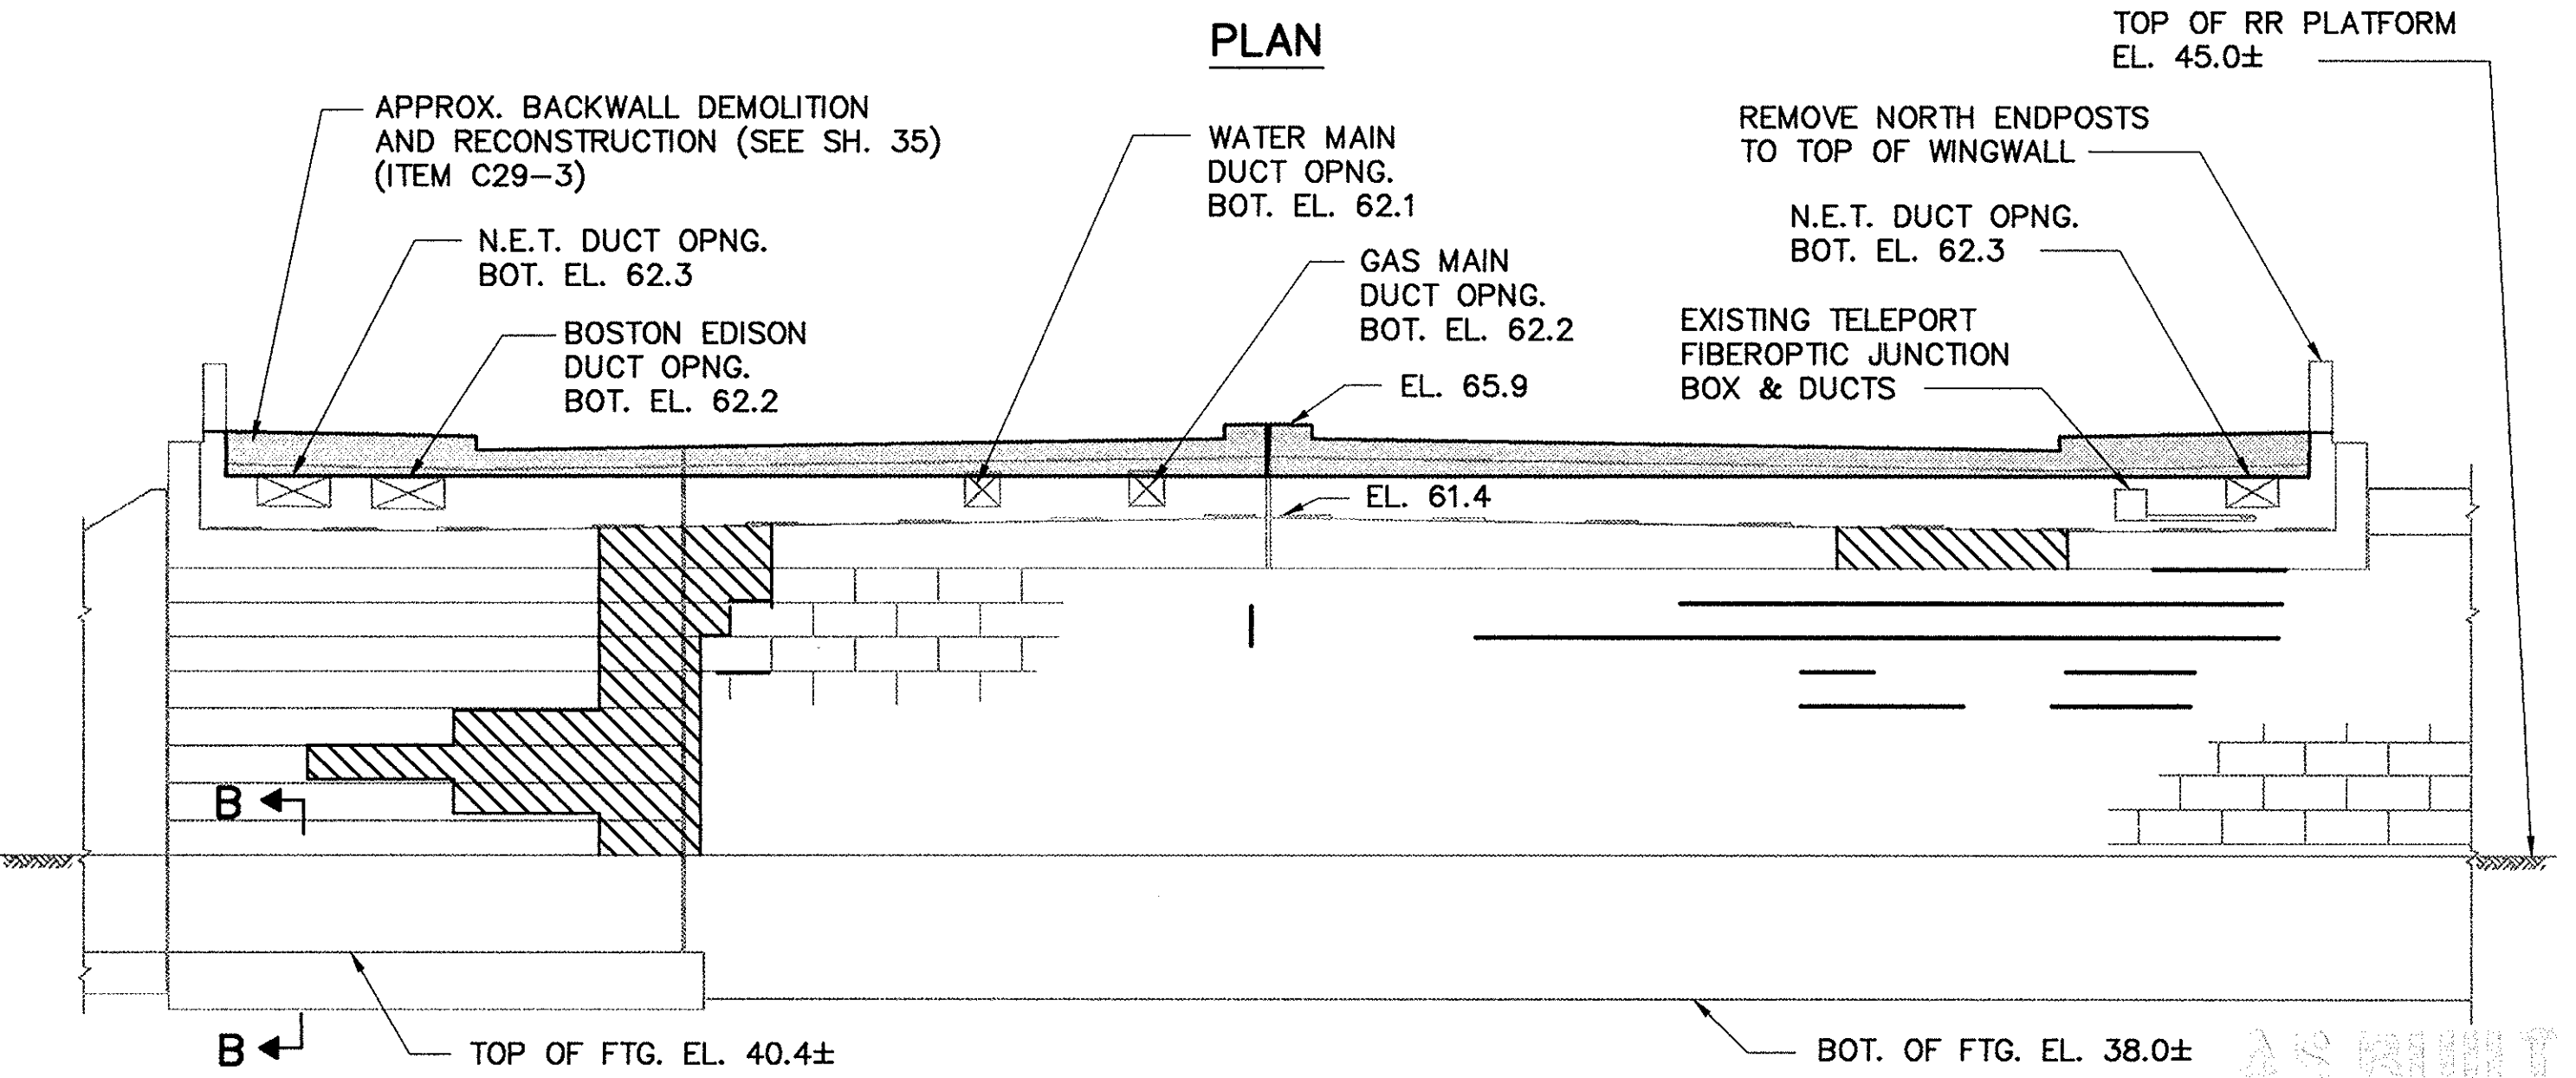 PLAN
TOP OF RR PLATFORM
EL. 45.0±
APPROX. BACKWALL DEMOLITION
AND RECONSTRUCTION (SEE SH. 35)
(ITEM C29-3)
WATER MAIN
DUCT OPNG.
BOT. EL. 62.1
REMOVE NORTH ENDPOSTS
TO TOP OF WINGWALL
N.E.T. DUCT OPNG.
BOT. EL. 62.3
GAS MAIN
DUCT OPNG.
BOT. EL. 62.2
N.E.T. DUCT OPNG.
BOT. EL. 62.3
BOSTON EDISON
DUCT OPNG.
BOT. EL. 62.2
EXISTING TELEPORT
FIBEROPTIC JUNCTION
BOX & DUCTS
EL. 65.9
EL. 61.4
B
B
TOP OF FTG. EL. 40.4±
BOT. OF FTG. EL. 38.0±